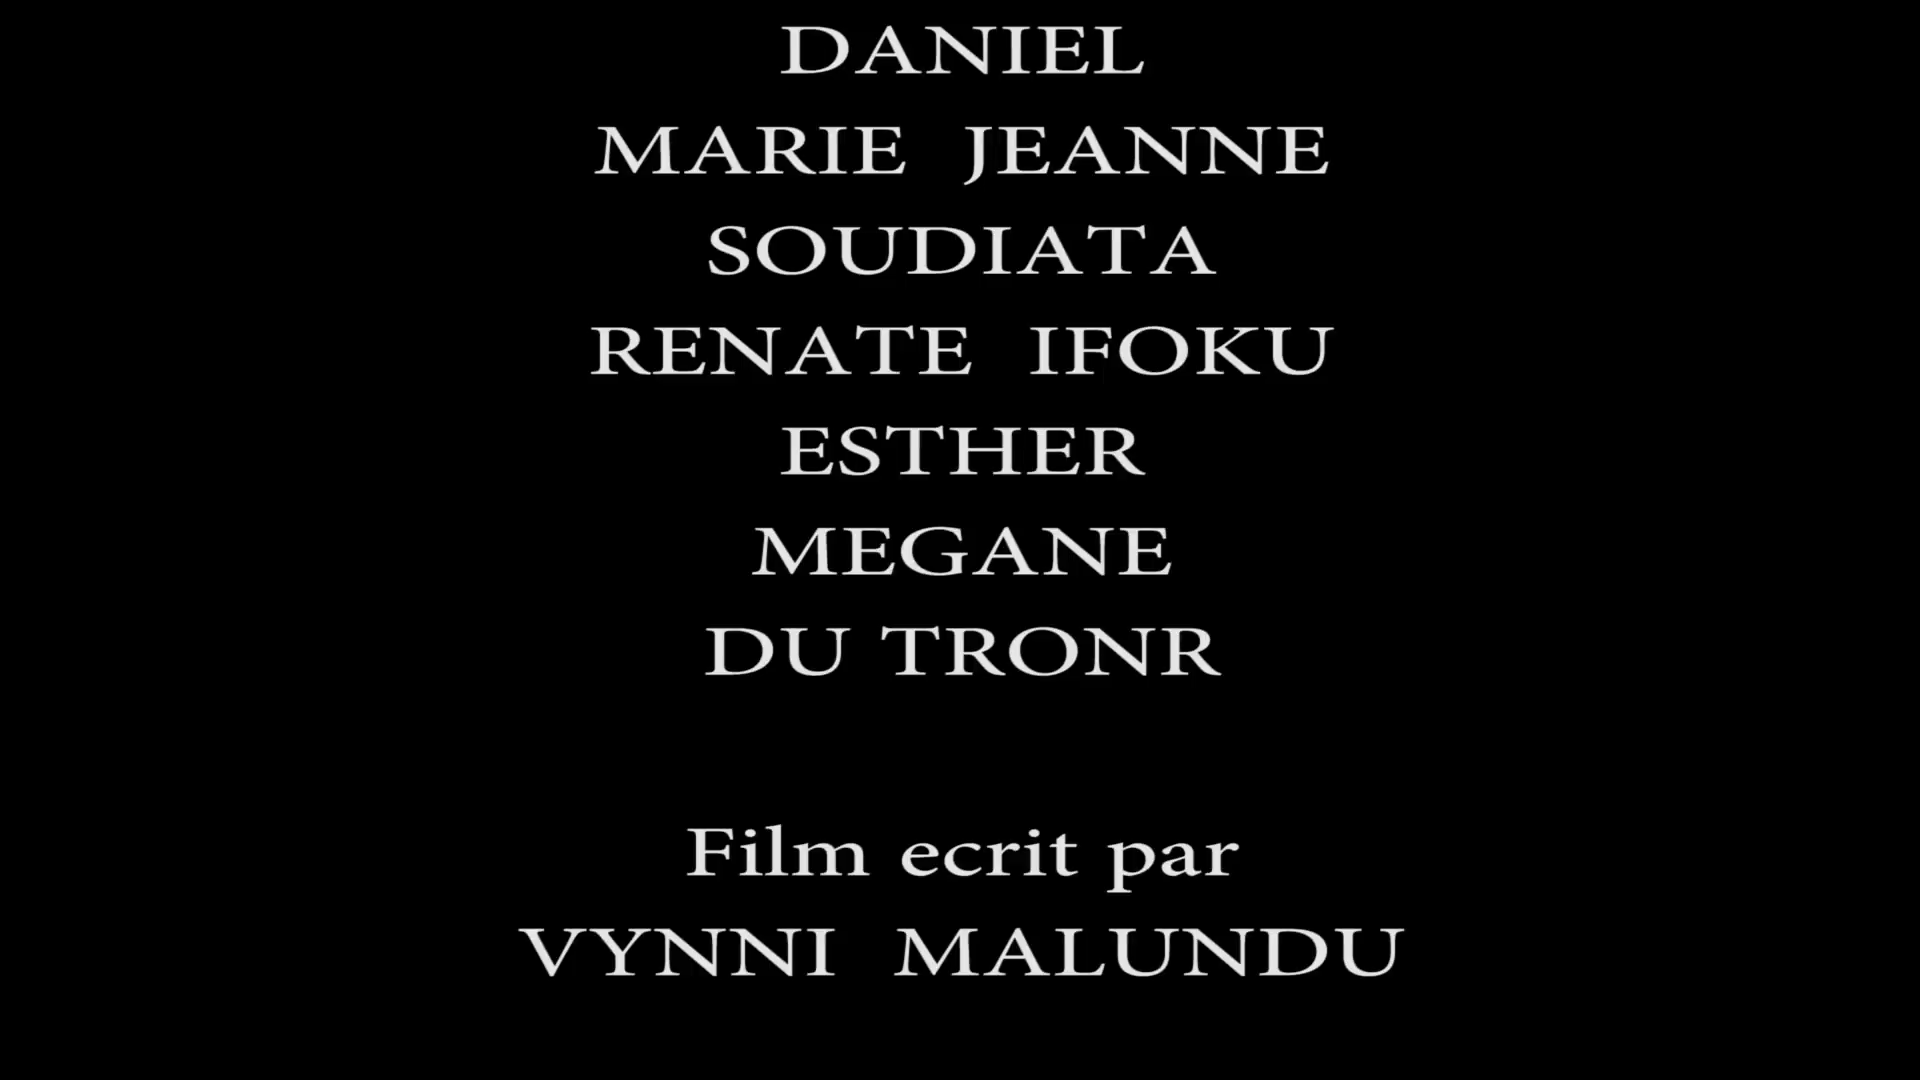 DANIEL
MARIE JEANNE
SOUDIATA
RENATE IFOKU
ESTHER
MEGANE
DU TRONR
Film ecrit par
VYNNI MALUNDU